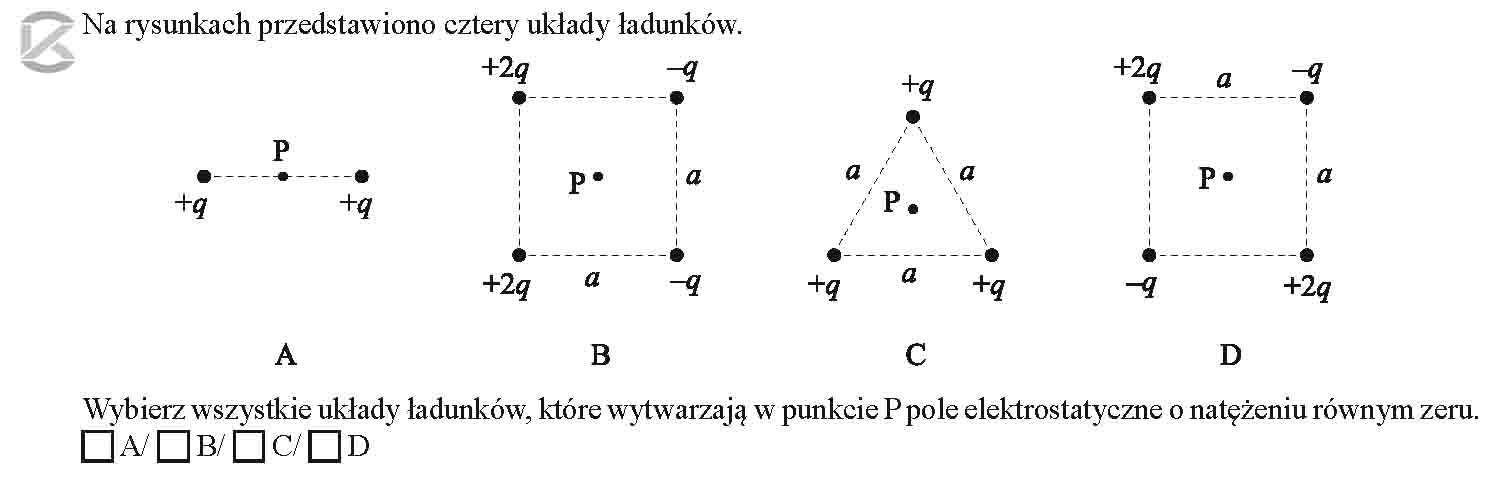 Na rysunkach przedstawiono cztery układy ładunków.
+2q –q +q +2q a –q
P a a P
+q +q P a P a P a
+2q a –q +q a +q –q +2q
A B C D
Wybierz wszystkie układy ładunków, które wytwarzają w punkcie P pole elektrostatyczne o natężeniu równym zeru.
A/ B/ C/ D